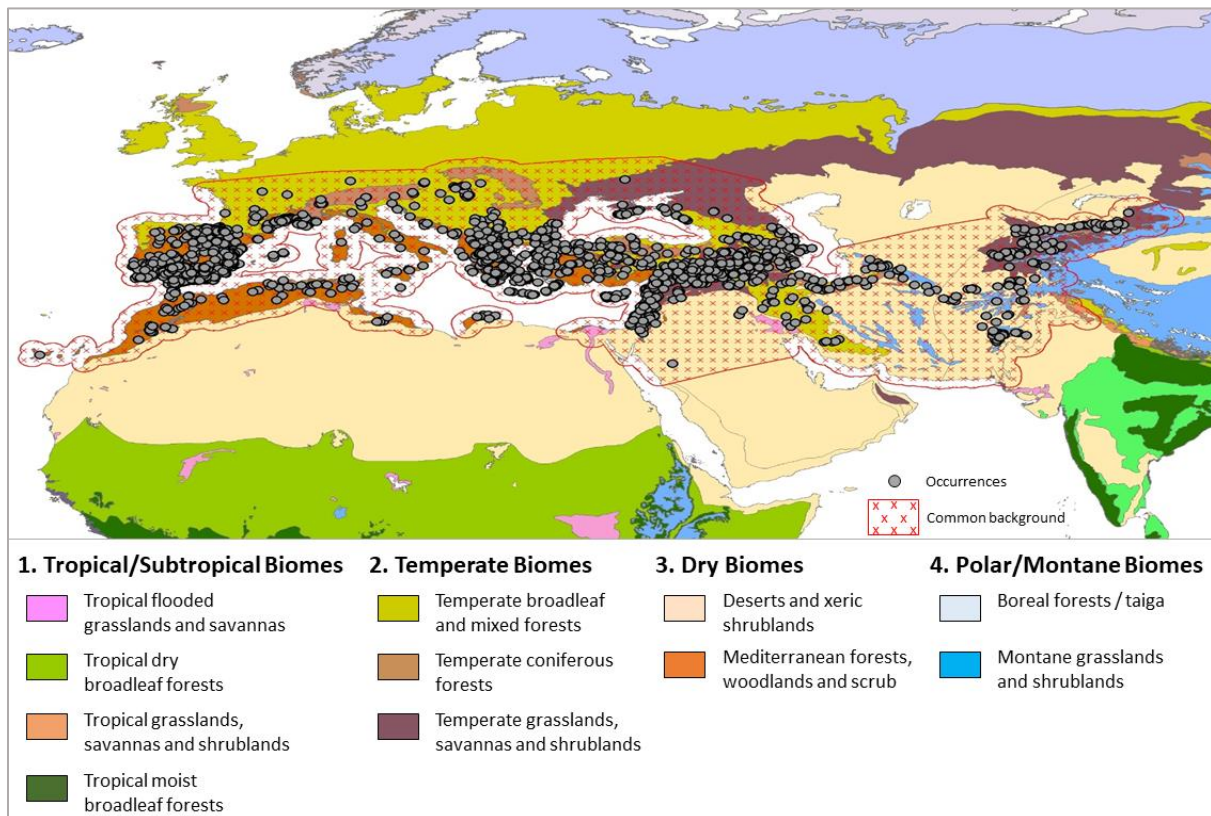 Occurrences
Common background
1. Tropical/Subtropical Biomes
Tropical flooded
grasslands and savannas
Tropical dry
broadleaf forests
Tropical grasslands,
savannas and shrublands
Tropical moist
broadleaf forests
2. Temperate Biomes
Temperate broadleaf
and mixed forests
Temperate coniferous
forests
Temperate grasslands,
savannas and shrublands
3. Dry Biomes
Deserts and xeric
shrublands
Mediterranean forests,
woodlands and scrub
4. Polar/Montane Biomes
Boreal forests / taiga
Montane grasslands
and shrublands